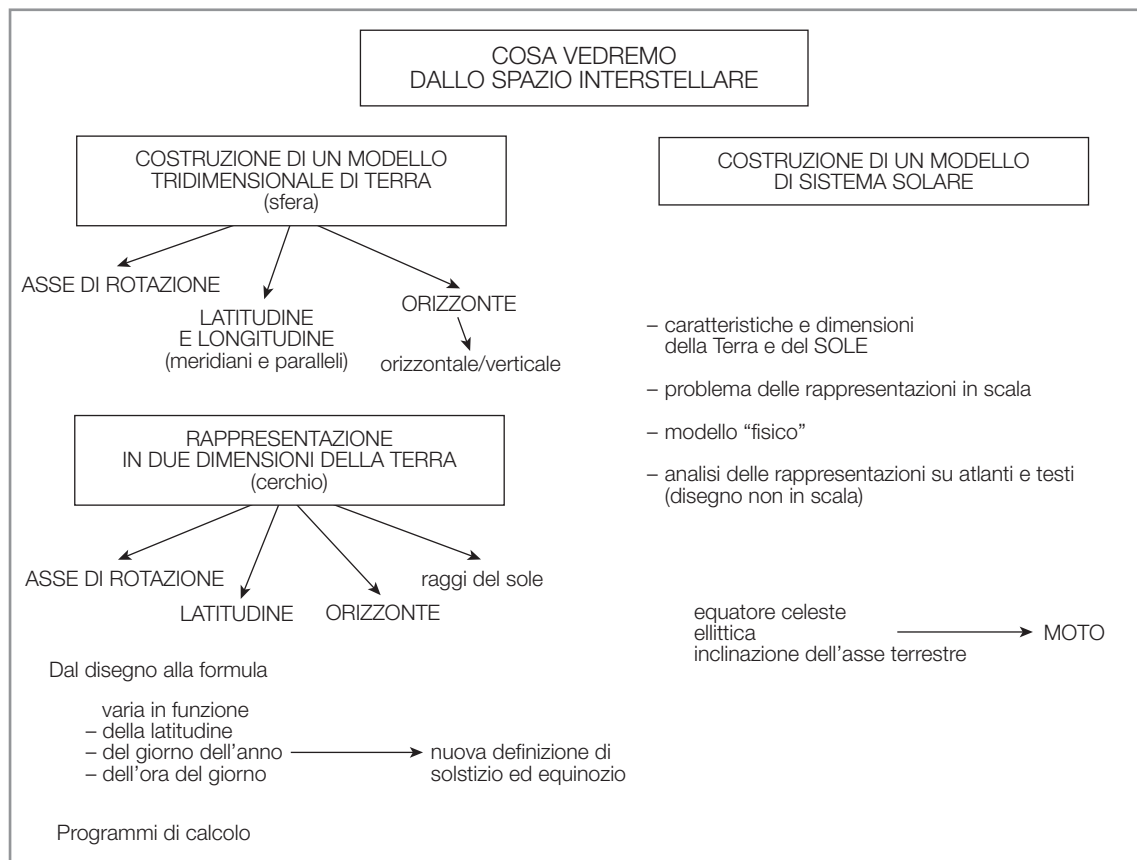 COSA VEDREMO
DALLO SPAZIO INTERSTELLARE
COSTRUZIONE DI UN MODELLO
TRIDIMENSIONALE DI TERRA
(sfera)
ASSE DI ROTAZIONE
LATITUDINE
E LONGITUDINE
(meridiani e paralleli)
ORIZZONTE
orizzontale/verticale
RAPPRESENTAZIONE
IN DUE DIMENSIONI DELLA TERRA
(cerchio)
ASSE DI ROTAZIONE
LATITUDINE
ORIZZONTE
raggi del sole
Dal disegno alla formula
varia in funzione
– della latitudine
– del giorno dell’anno
– dell’ora del giorno
nuova definizione di
solstizio ed equinozio
Programmi di calcolo
COSTRUZIONE DI UN MODELLO
DI SISTEMA SOLARE
– caratteristiche e dimensioni
della Terra e del SOLE
– problema delle rappresentazioni in scala
– modello “fisico”
– analisi delle rappresentazioni su atlanti e testi
(disegno non in scala)
equatore celeste
ellittica
inclinazione dell’asse terrestre
MOTO